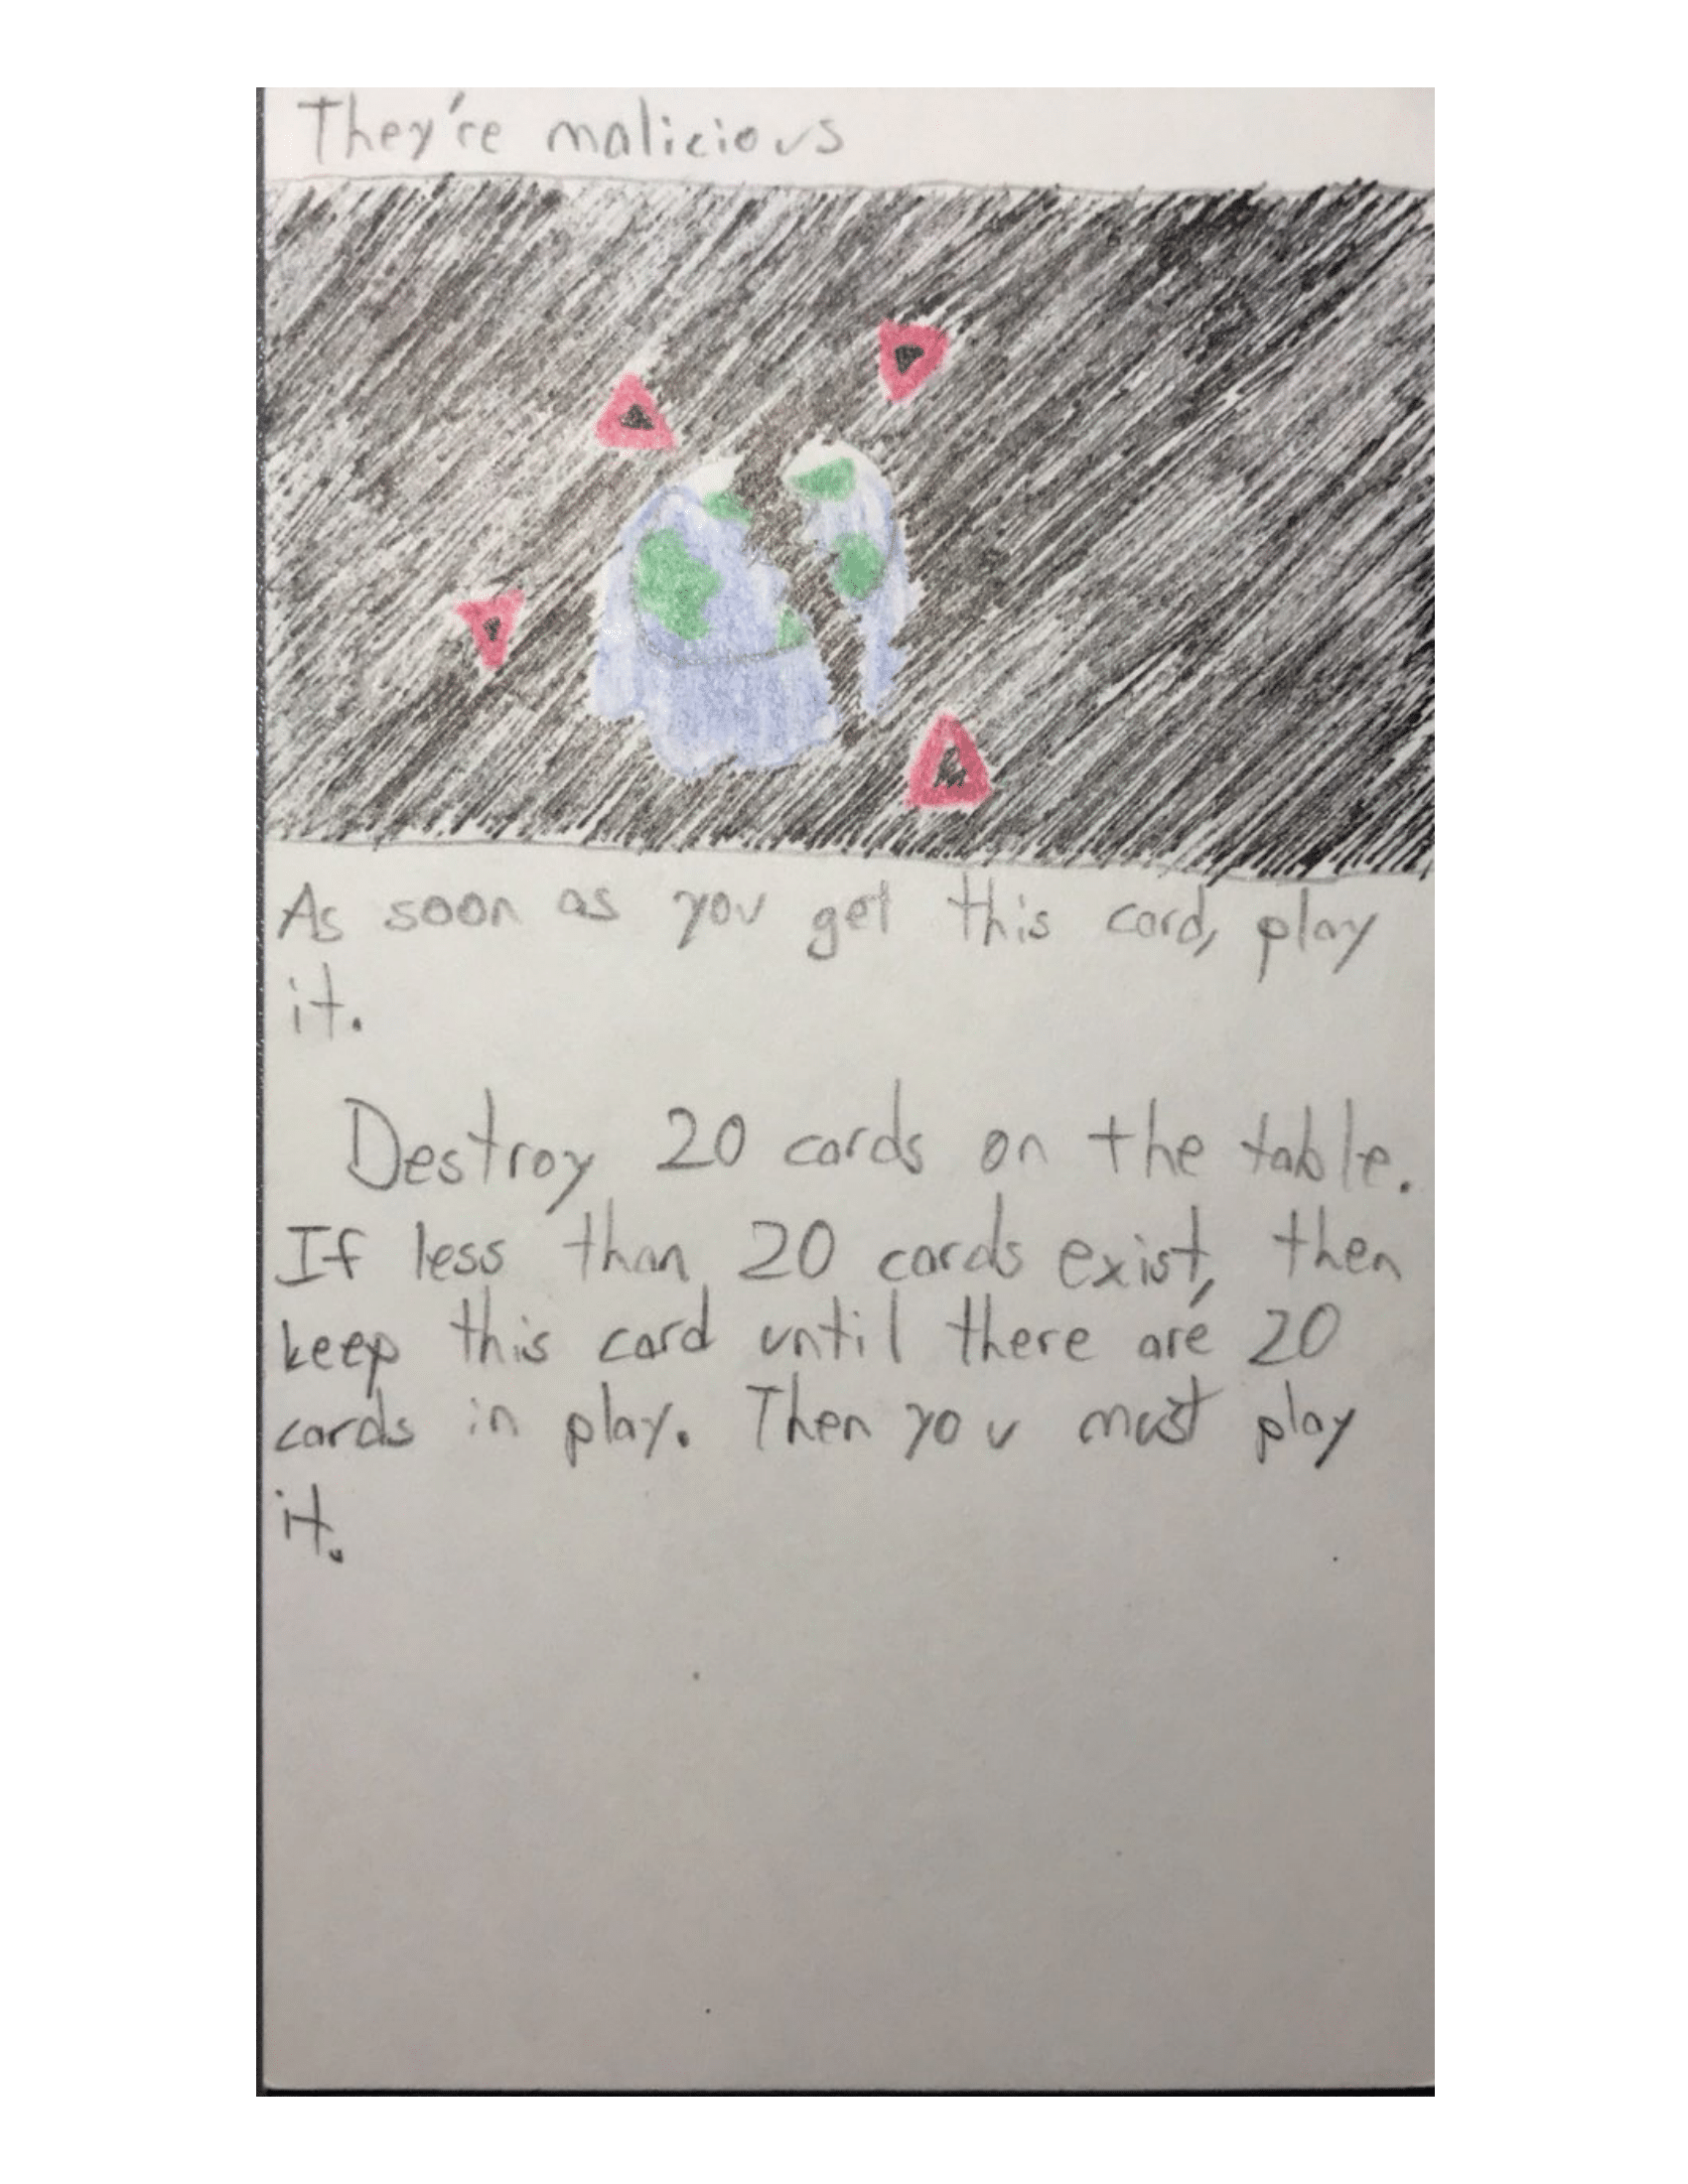 They're malicious
As soon as you get this card, play
it.
Destroy 20 cards on the table.
If less than 20 cards exist, then
keep this card until there are 20
cards in play. Then you must play
it.